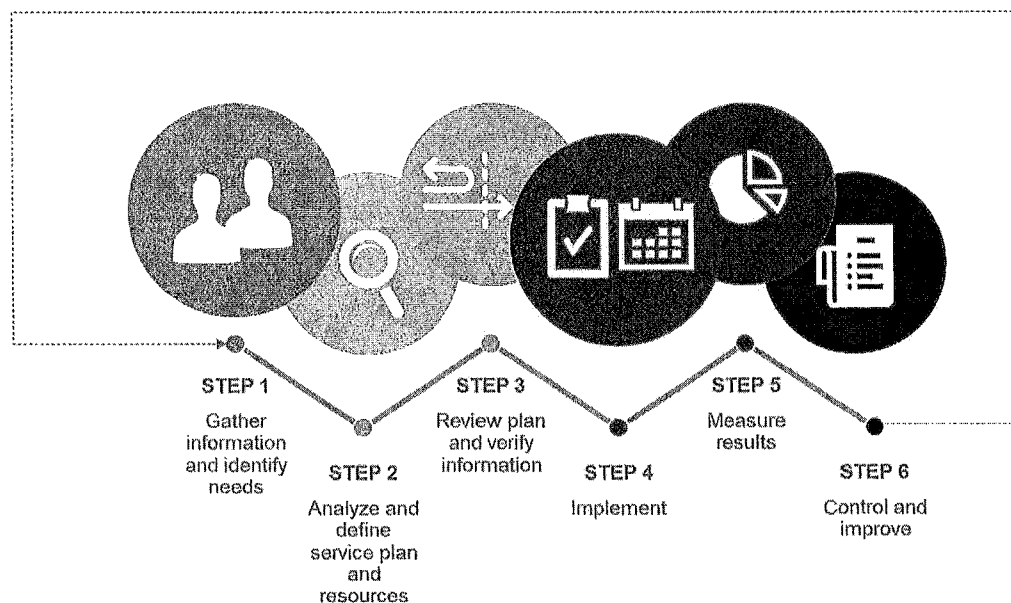 STEP 1
Gather
information
and identify
needs
STEP 2
Analyze and
define
service plan
and
resources
STEP 3
Review plan
and verify
information
STEP 4
Implement
STEP 5
Measure
results
STEP 6
Control and
improve